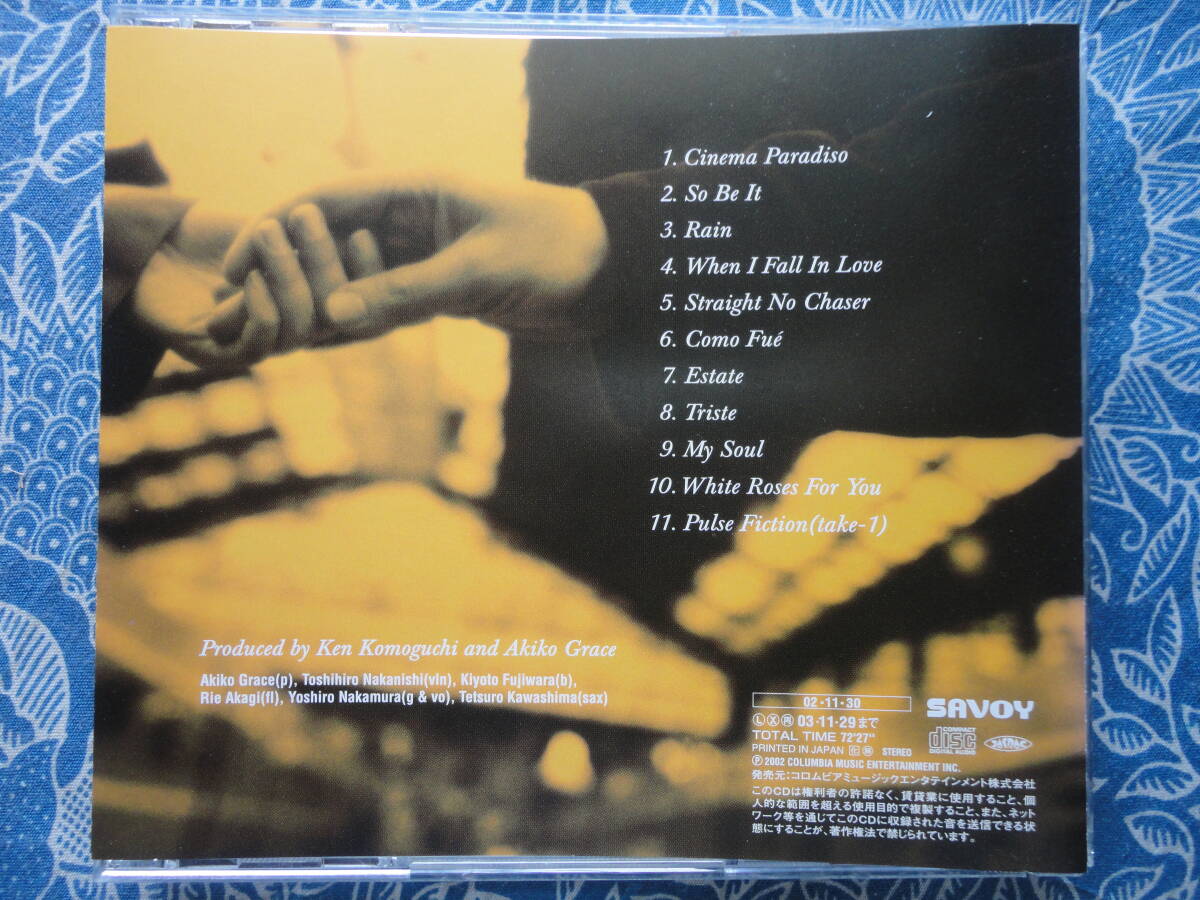 1. Cinema Paradiso
2. So Be It
3. Rain
4. When I Fall In Love
5. Straight No Chaser
6. Como Fué
7. Estate
8. Triste
9. My Soul
10. White Roses For You
11. Pulse Fiction(take-1)
Produced by Ken Komoguchi and Akiko Grace
Akiko Grace(p), Toshihiro Nakanishi(vln), Kiyoto Fujiwara(b),
Rie Akagi(fl), Yoshiro Nakamura(g & vo), Tetsuro Kawashima(sax)
02・11・30
Ⓛ Ⓧ 再 03・11・29まで
TOTAL TIME 72'27"
PRINTED IN JAPAN STEREO
Ⓟ 2002 COLUMBIA MUSIC ENTERTAINMENT INC.
SAVOY
COMPACT
disc
DIGITAL AUDIO
JASRAC
発売元:コロムビアミュージックエンタテインメント株式会社
このCDは権利者の許諾なく、賃貸業に使用すること、個
人的な範囲を超える使用目的で複製すること、また、ネット
ワーク等を通じてこのCDに収録された音を送信できる状
態にすることが、著作権法で禁じられています。